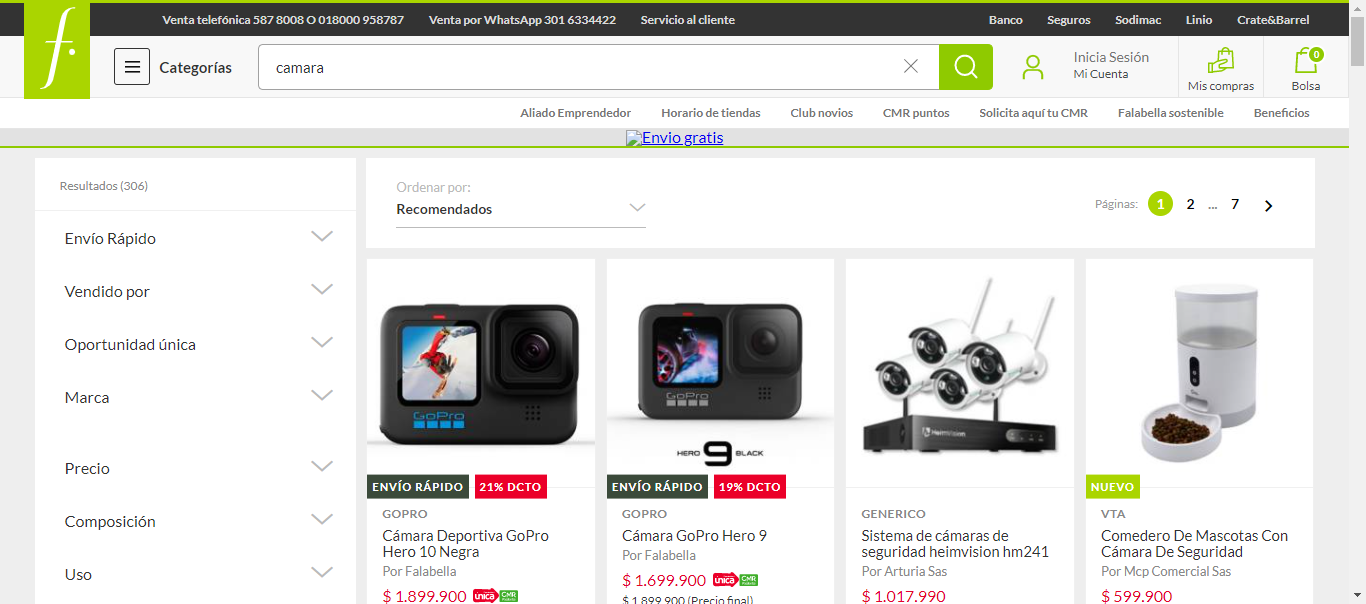 Venta telefónica 587 8008 O 018000 958787
Venta por WhatsApp 301 6334422
Servicio al cliente
Banco
Seguros
Sodimac
Linio
Crate&Barrel
f.
Categorías
camara
Inicia Sesión
Mi Cuenta
Mis compras
0
Bolsa
Aliado Emprendedor
Horario de tiendas
Club novios
CMR puntos
Solicita aquí tu CMR
Falabella sostenible
Beneficios
Envio gratis
Resultados (306)
Envío Rápido
Vendido por
Oportunidad única
Marca
Precio
Composición
Uso
Ordenar por:
Recomendados
Páginas:
1
2
...
7
GoPro
ENVÍO RÁPIDO
21% DCTO
GOPRO
Cámara Deportiva GoPro
Hero 10 Negra
Por Falabella
$ 1.899.900
única
CMR
GoPro
HERO 9 BLACK
ENVÍO RÁPIDO
19% DCTO
GOPRO
Cámara GoPro Hero 9
Por Falabella
$ 1.699.900
única
CMR
$ 1.899.900 (Precio final)
HeimVision
GENERICO
Sistema de cámaras de
seguridad heimvision hm241
Por Arturia Sas
$ 1.017.990
NUEVO
VTA
Comedero De Mascotas Con
Cámara De Seguridad
Por Mcp Comercial Sas
$ 599.900